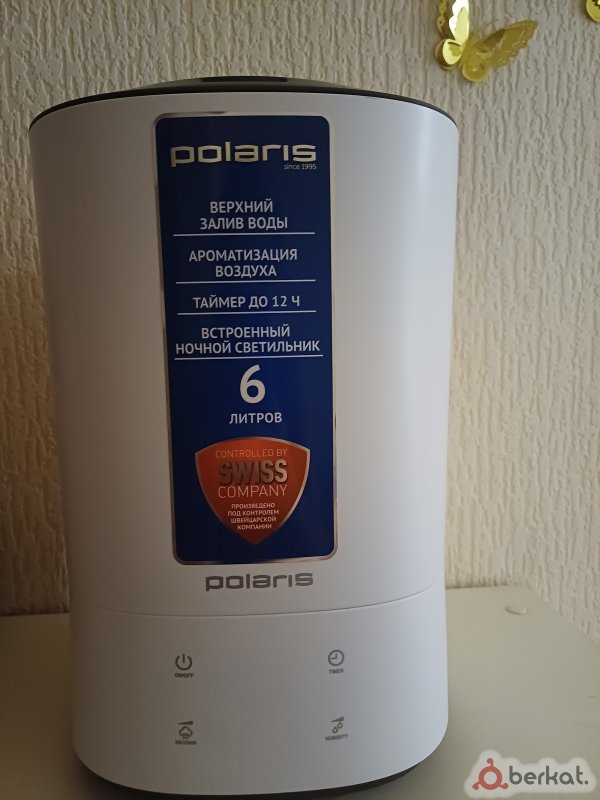 polaris
since 1995
ВЕРХНИЙ
ЗАЛИВ ВОДЫ
АРОМАТИЗАЦИЯ
ВОЗДУХА
ТАЙМЕР ДО 12 Ч
ВСТРОЕННЫЙ
НОЧНОЙ СВЕТИЛЬНИК
6
ЛИТРОВ
CONTROLLED BY
SWISS
COMPANY
ПРОИЗВЕДЕНО
ПОД КОНТРОЛЕМ
ШВЕЙЦАРСКОЙ
КОМПАНИИ
polaris
ON/OFF
TIMER
HUMIDITY
berkat.